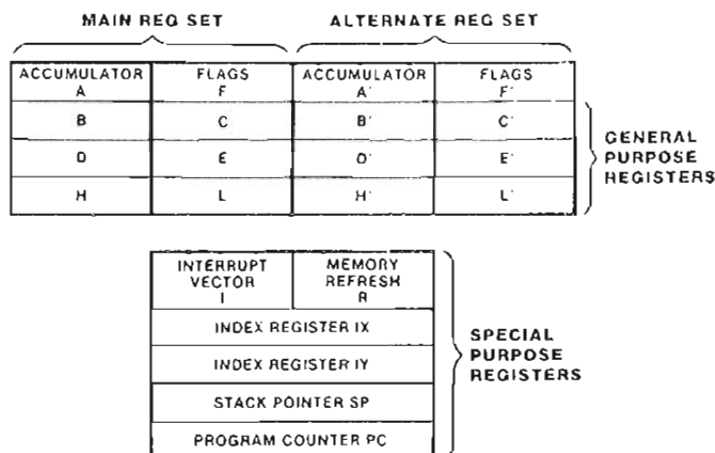 MAIN REG SET ALTERNATE REG SET
ACCUMULATOR FLAGS ACCUMULATOR FLAGS
A F A' F'
B C B' C'
D E D' E'
H L H' L'
GENERAL
PURPOSE
REGISTERS
INTERRUPT MEMORY
VECTOR REFRESH
I R
INDEX REGISTER IX
INDEX REGISTER IY
STACK POINTER SP
PROGRAM COUNTER PC
SPECIAL
PURPOSE
REGISTERS